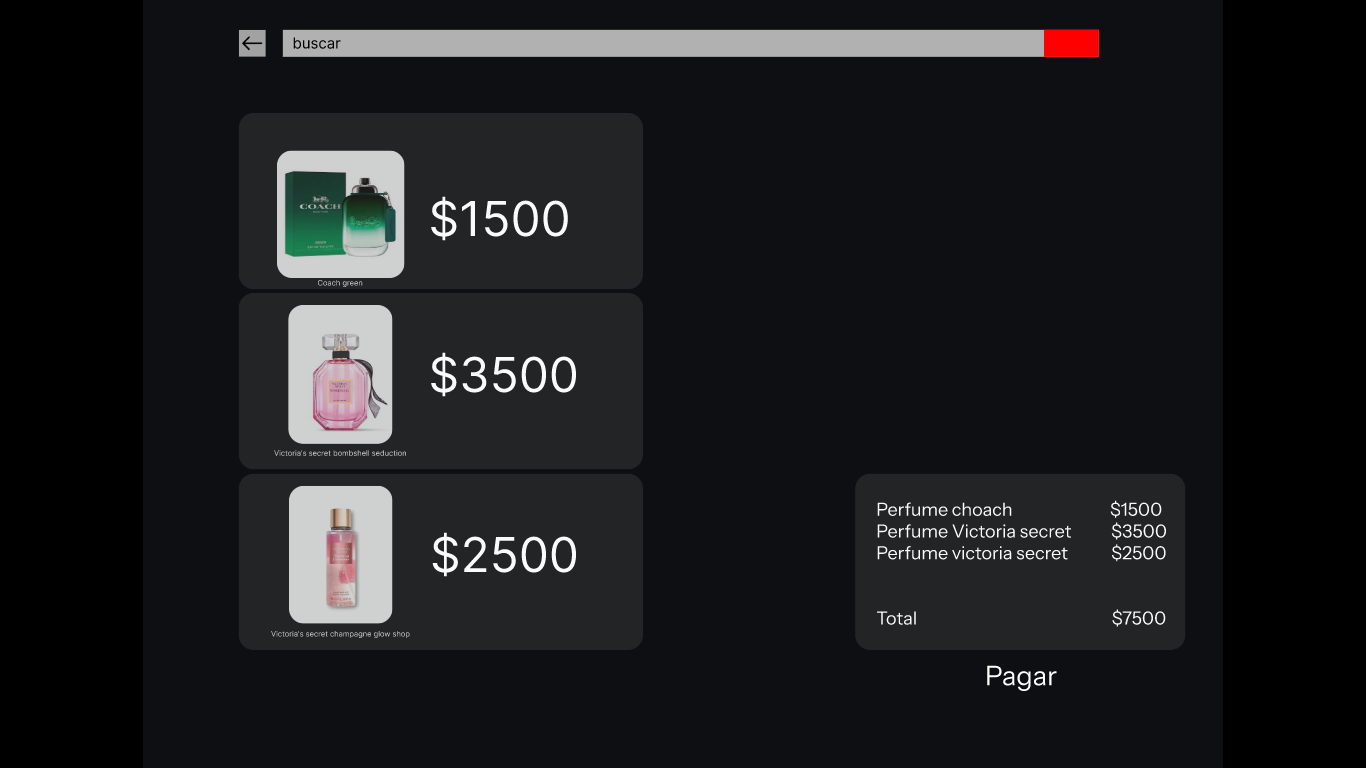 buscar
COACH
$1500
Coach green
$3500
Victoria's secret bombshell seduction
$2500
Victoria's secret champagne glow shop
Perfume choach $1500
Perfume Victoria secret $3500
Perfume victoria secret $2500
Total $7500
Pagar